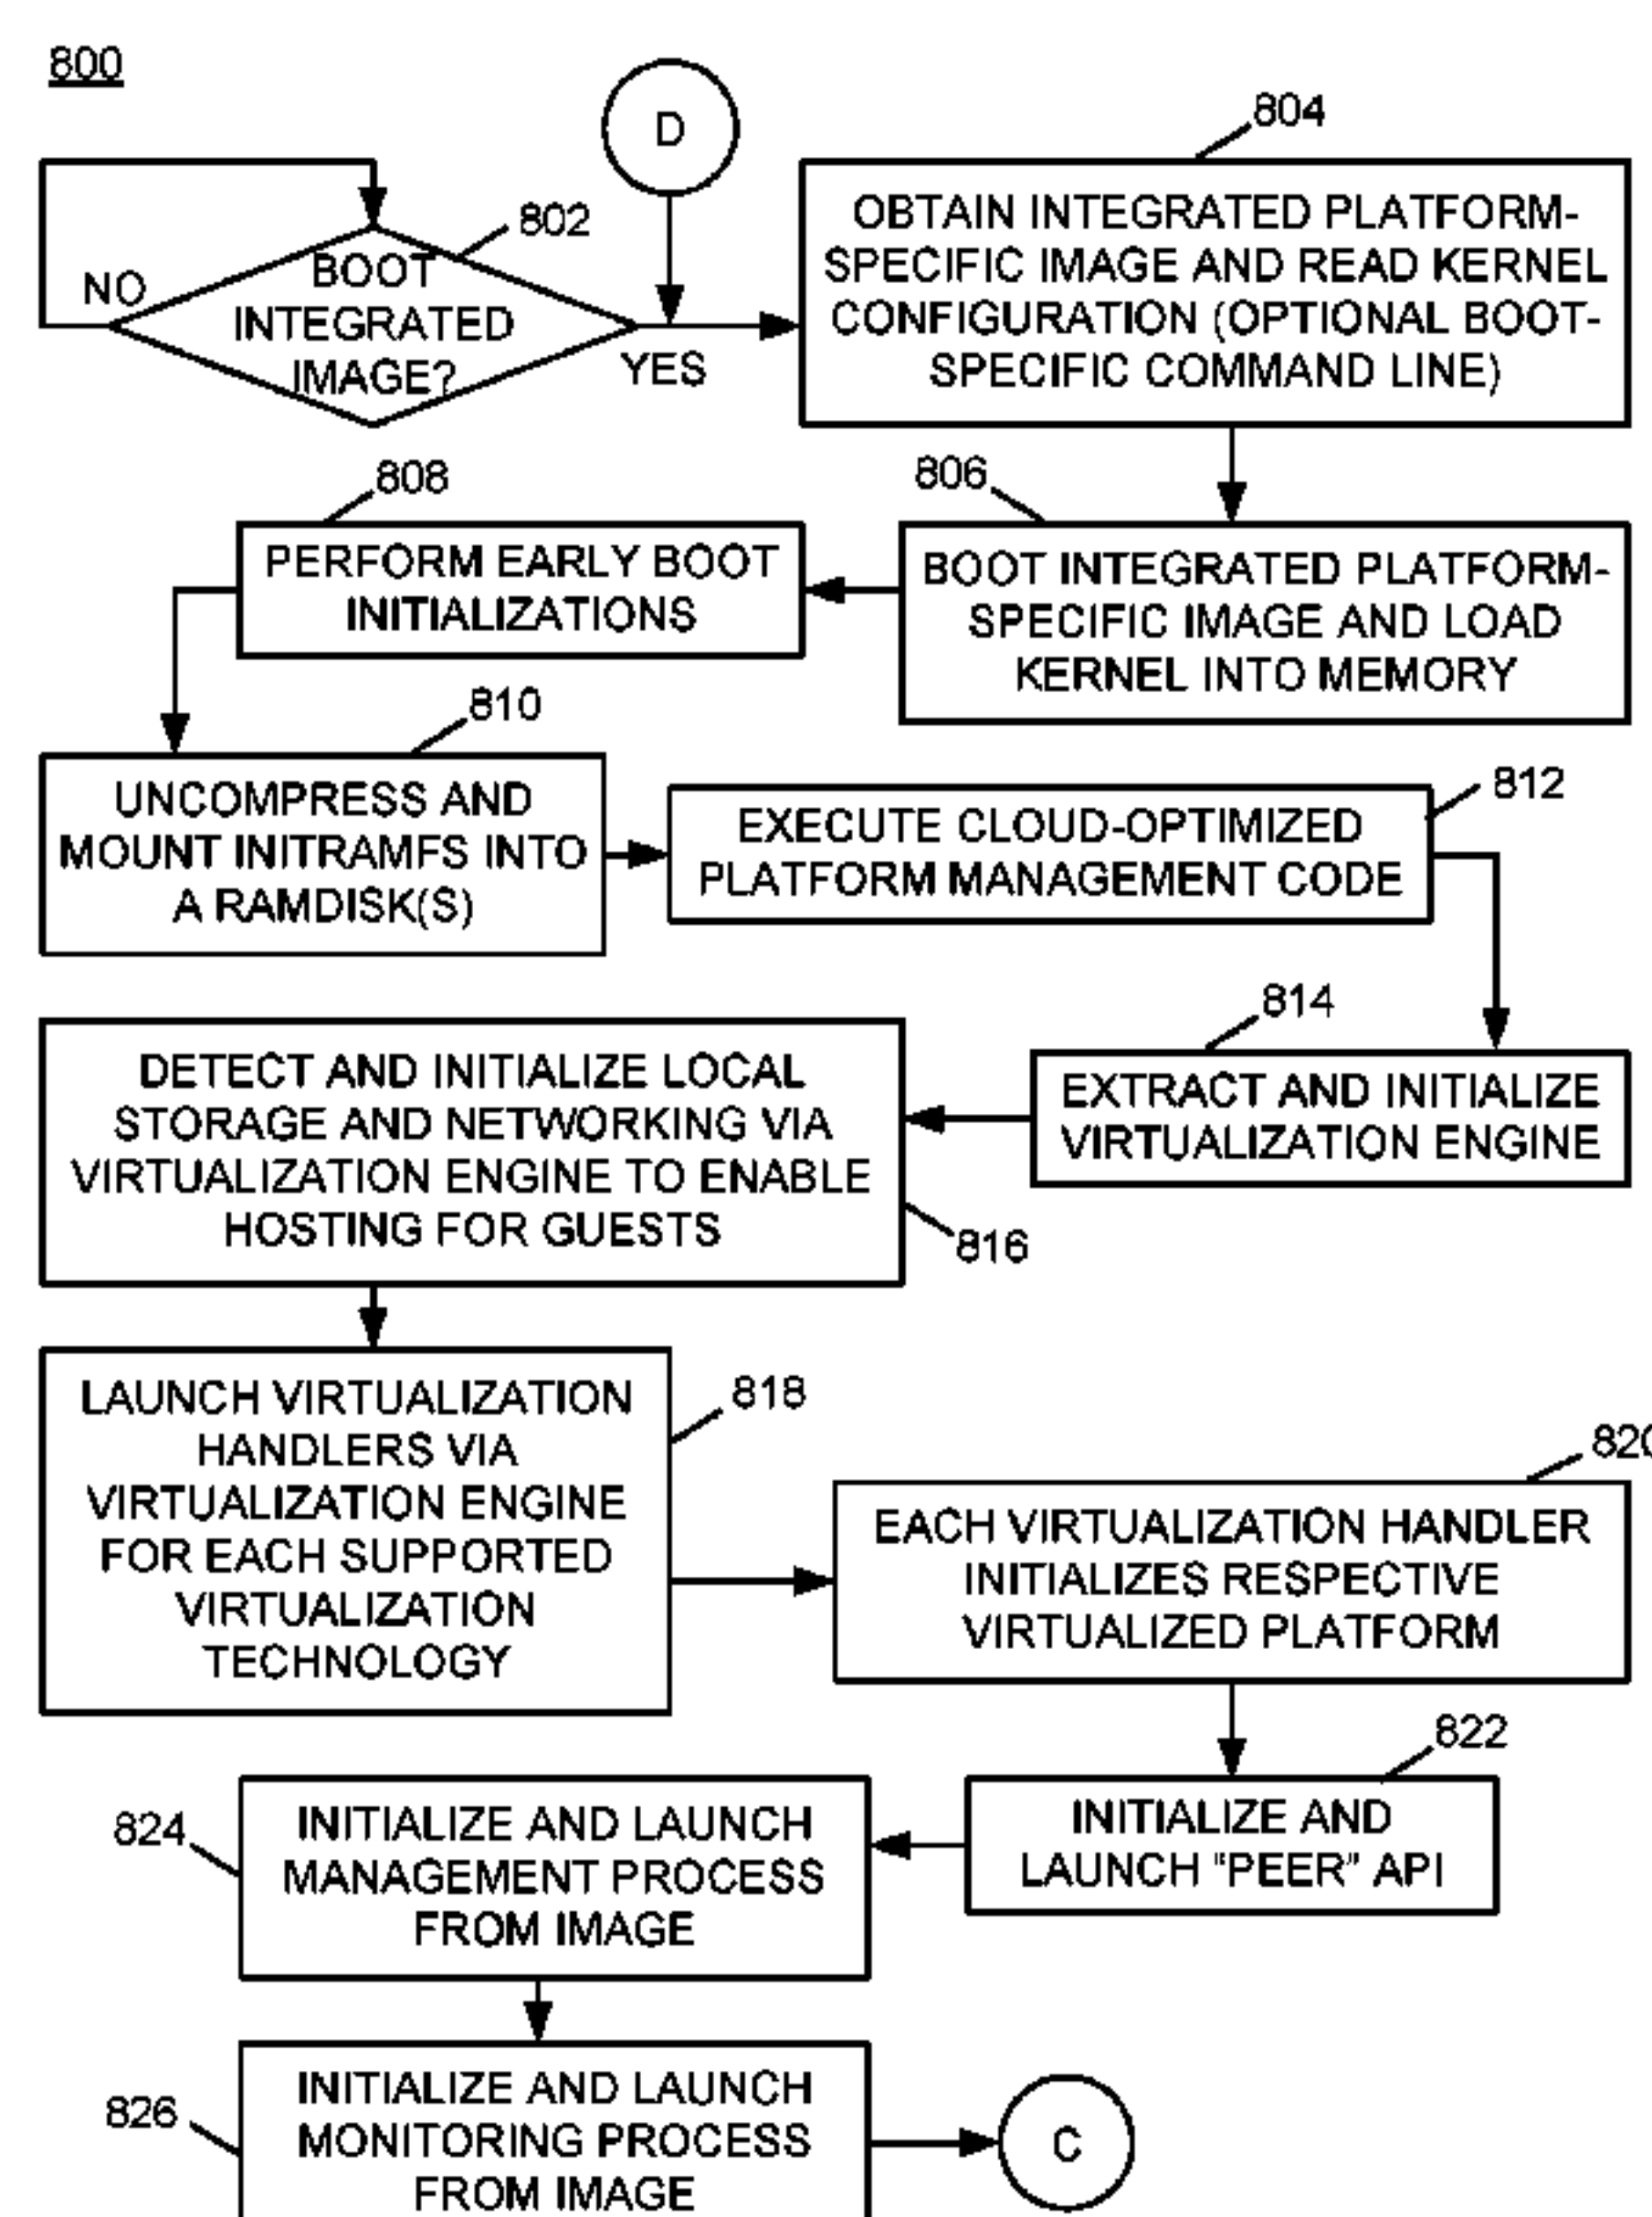 800
D
804
802
NO
BOOT
INTEGRATED
IMAGE?
YES
OBTAIN INTEGRATED PLATFORM-
SPECIFIC IMAGE AND READ KERNEL
CONFIGURATION (OPTIONAL BOOT-
SPECIFIC COMMAND LINE)
808
806
PERFORM EARLY BOOT
INITIALIZATIONS
BOOT INTEGRATED PLATFORM-
SPECIFIC IMAGE AND LOAD
KERNEL INTO MEMORY
810
UNCOMPRESS AND
MOUNT INITRAMFS INTO
A RAMDISK(S)
812
EXECUTE CLOUD-OPTIMIZED
PLATFORM MANAGEMENT CODE
814
EXTRACT AND INITIALIZE
VIRTUALIZATION ENGINE
DETECT AND INITIALIZE LOCAL
STORAGE AND NETWORKING VIA
VIRTUALIZATION ENGINE TO ENABLE
HOSTING FOR GUESTS
816
LAUNCH VIRTUALIZATION
HANDLERS VIA
VIRTUALIZATION ENGINE
FOR EACH SUPPORTED
VIRTUALIZATION
TECHNOLOGY
818
820
EACH VIRTUALIZATION HANDLER
INITIALIZES RESPECTIVE
VIRTUALIZED PLATFORM
822
INITIALIZE AND
LAUNCH “PEER” API
824
INITIALIZE AND LAUNCH
MANAGEMENT PROCESS
FROM IMAGE
826
INITIALIZE AND LAUNCH
MONITORING PROCESS
FROM IMAGE
C